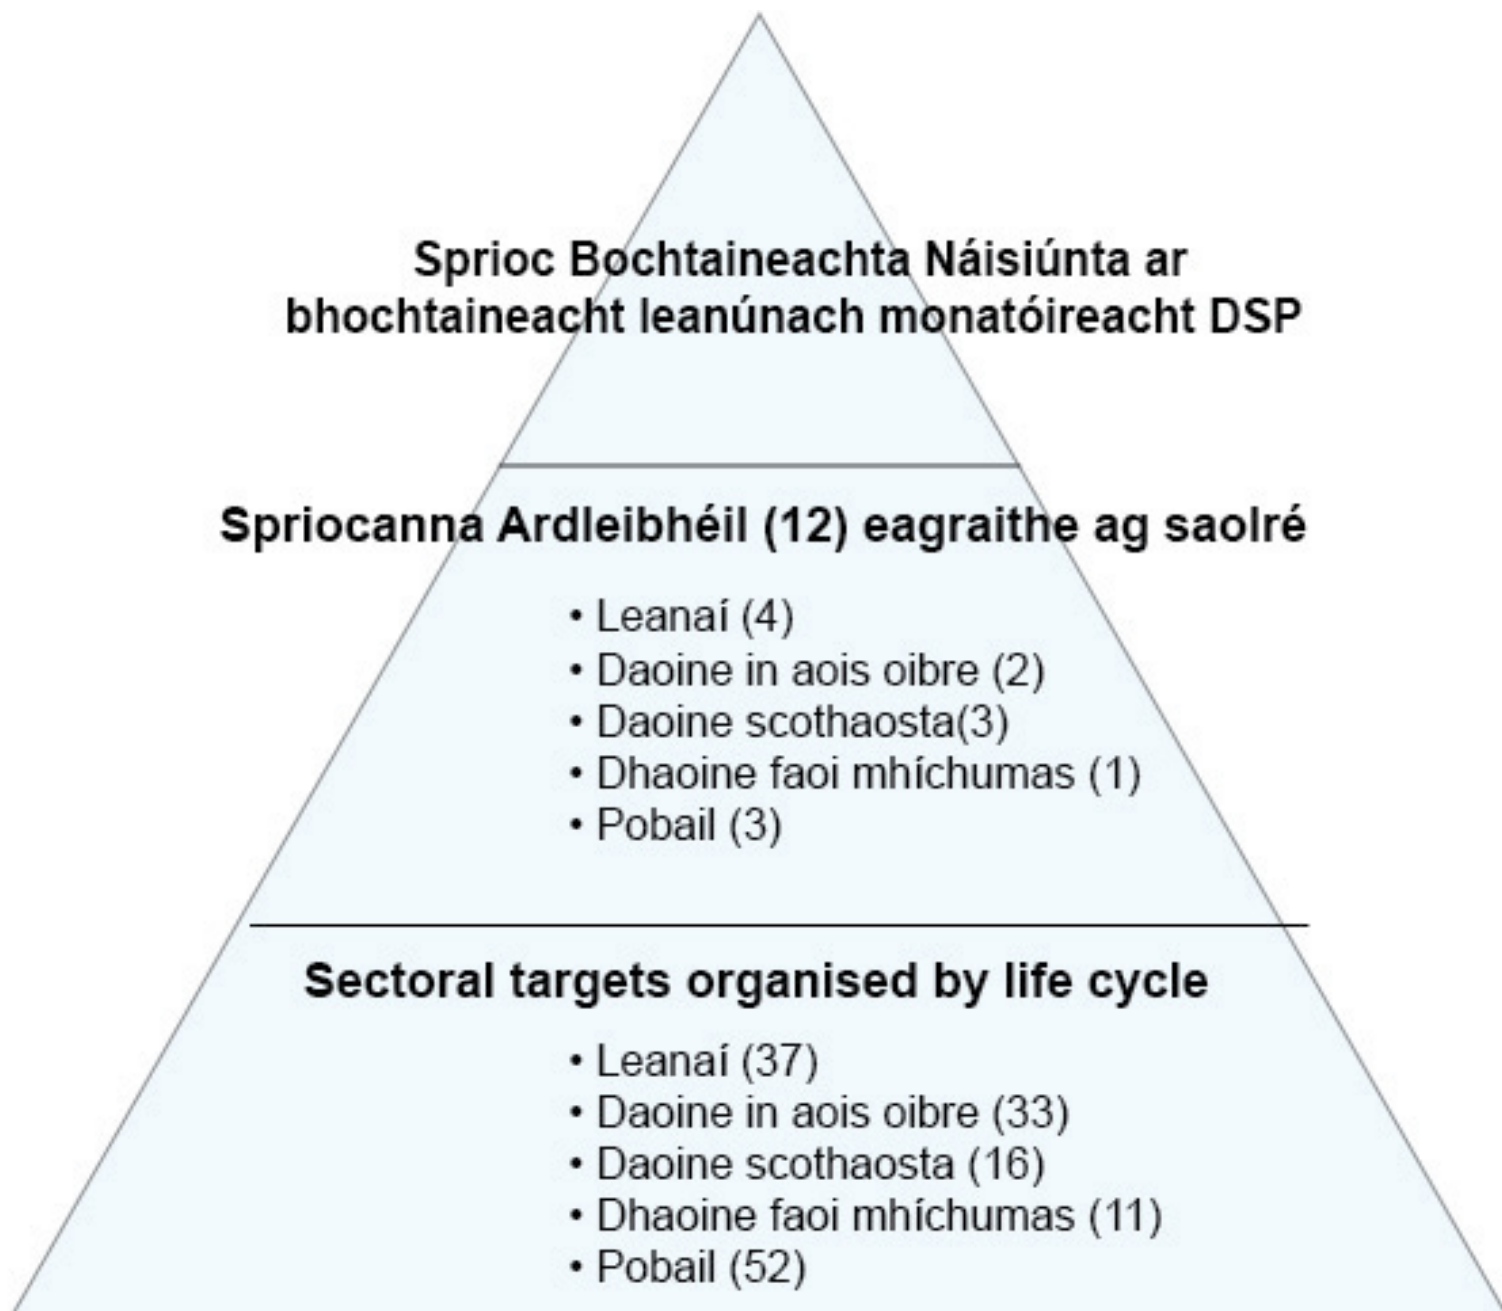 Sprioc Bochtaineachta Náisiúnta ar
bhochtaineacht leanúnach monatóireacht DSP
Spriocanna Ardleibhéil (12) eagraithe ag saolré
• Leanaí (4)
• Daoine in aois oibre (2)
• Daoine scothaosta(3)
• Dhaoine faoi mhíchumas (1)
• Pobail (3)
Sectoral targets organised by life cycle
• Leanaí (37)
• Daoine in aois oibre (33)
• Daoine scothaosta (16)
• Dhaoine faoi mhíchumas (11)
• Pobail (52)